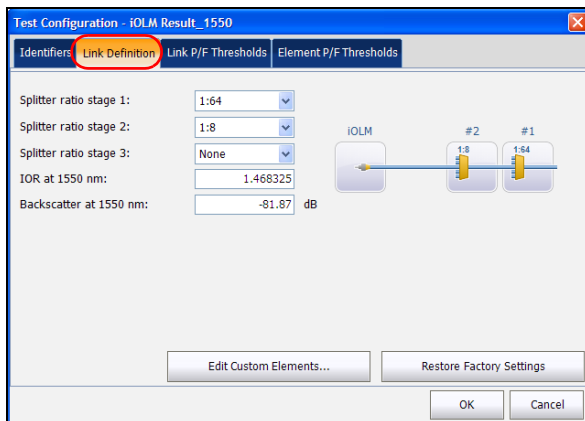 Test Configuration - iOLM Result_1550
Identifiers Link Definition Link P/F Thresholds Element P/F Thresholds
Splitter ratio stage 1: 1:64
Splitter ratio stage 2: 1:8
Splitter ratio stage 3: None
IOR at 1550 nm: 1.468325
Backscatter at 1550 nm: -81.87 dB
iOLM #2 #1
1:8 1:64
Edit Custom Elements... Restore Factory Settings
OK Cancel